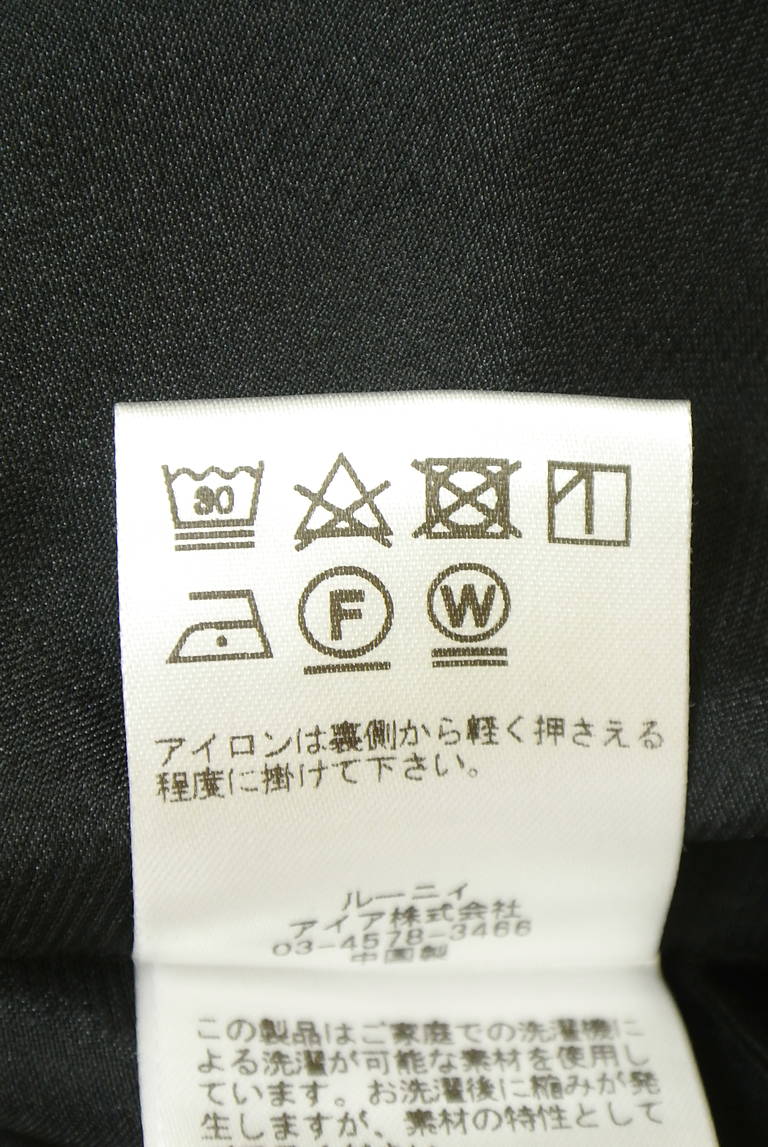 30
F W
アイロンは裏側から軽く押さえる
程度に掛けて下さい。
ルーニィ
アイア株式会社
03-4578-3466
中国製
この製品はご家庭での洗濯機に
よる洗濯が可能な素材を使用し
ています。お洗濯後に縮みが発
生しますが、素材の特性として